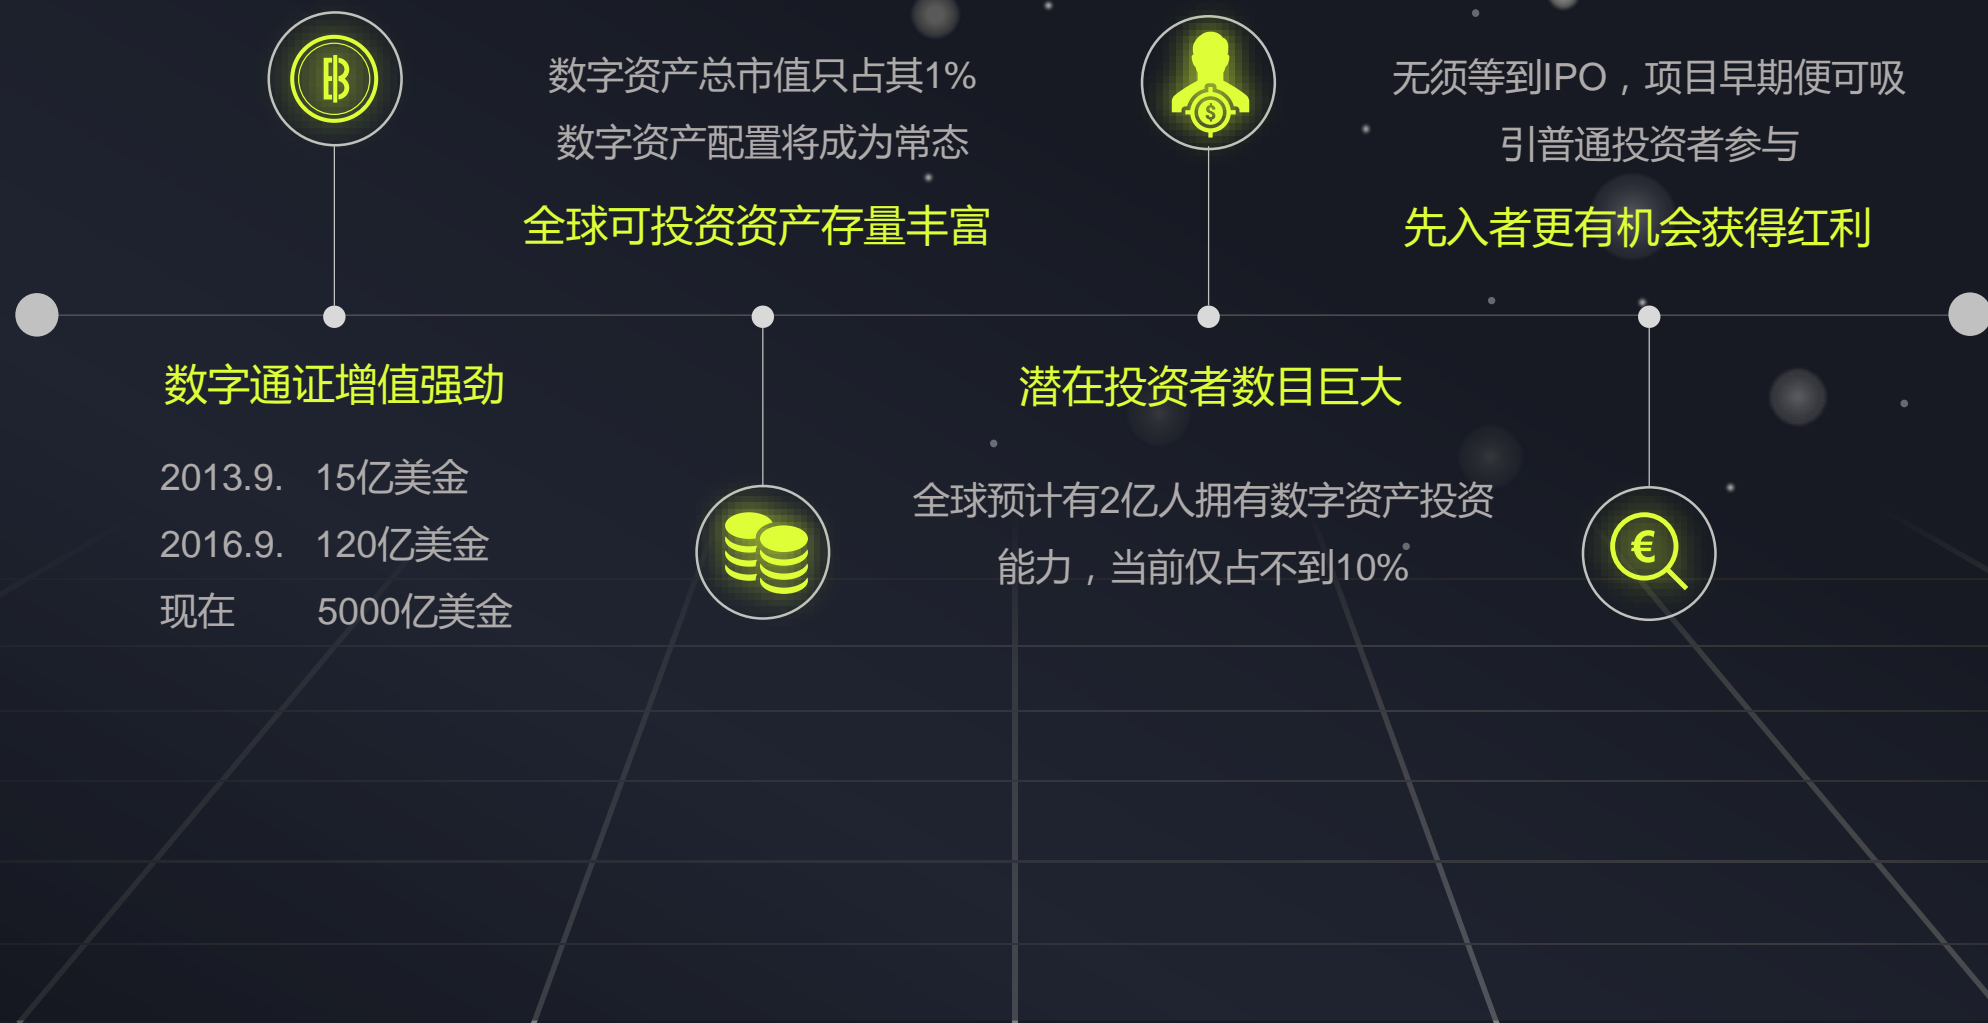 数字通证增值强劲
2013.9. 15亿美金
2016.9. 120亿美金
现在 5000亿美金
数字资产总市值只占其1%
数字资产配置将成为常态
全球可投资资产存量丰富
潜在投资者数目巨大
全球预计有2亿人拥有数字资产投资
能力，当前仅占不到10%
无须等到IPO，项目早期便可吸
引普通投资者参与
先入者更有机会获得红利